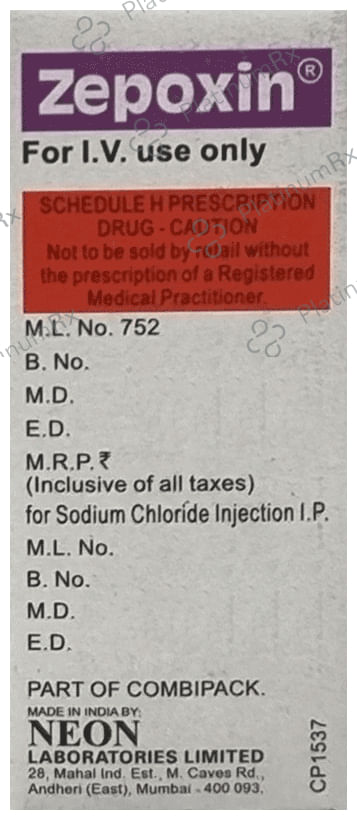 Zepoxin®
For I.V. use only
SCHEDULE H PRESCRIPTION
DRUG - CAUTION
Not to be sold by retail without
the prescription of a Registered
Medical Practitioner.
M.L. No. 752
B. No.
M.D.
E.D.
M.R.P.₹
(Inclusive of all taxes)
for Sodium Chloride Injection I.P.
M.L. No.
B. No.
M.D.
E.D.
PART OF COMBIPACK.
MADE IN INDIA BY:
NEON
LABORATORIES LIMITED
28, Mahal Ind. Est., M. Caves Rd.,
Andheri (East), Mumbai - 400 093.
CP1537
PlatinumRx